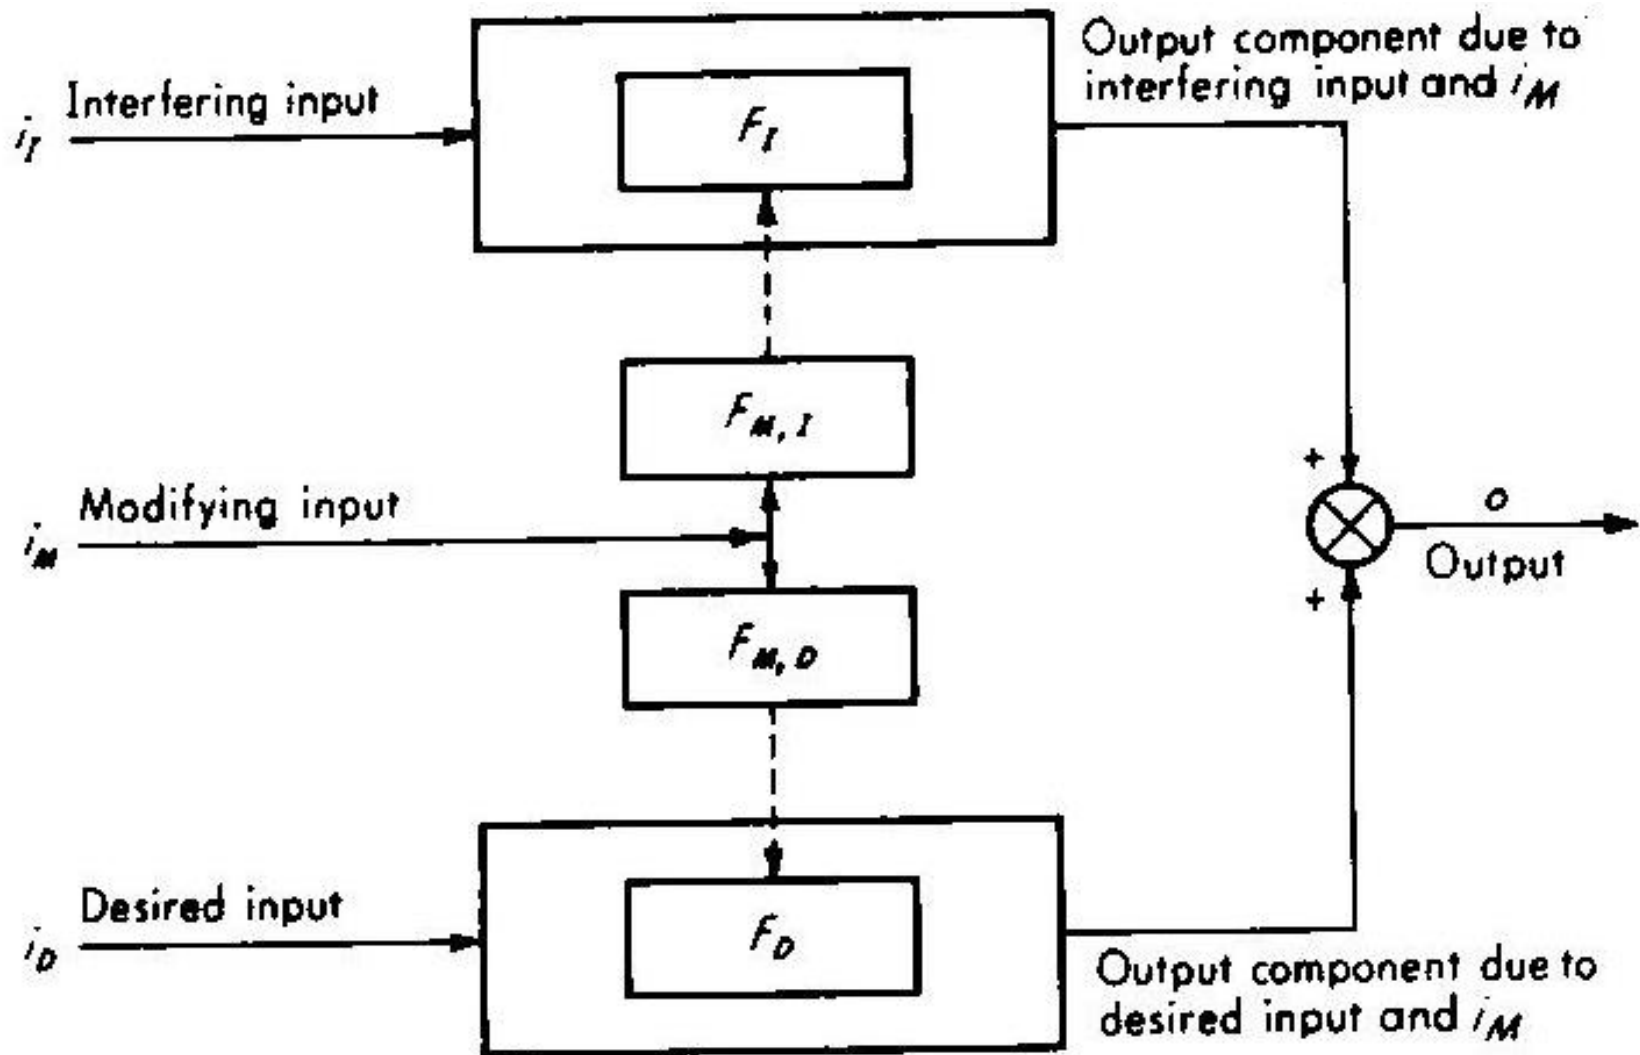 Output component due to
interfering input and i_M
Interfering input
i_I
F_I
F_M, I
Modifying input
i_M
+
o
Output
+
F_M, D
Desired input
i_D
F_D
Output component due to
desired input and i_M